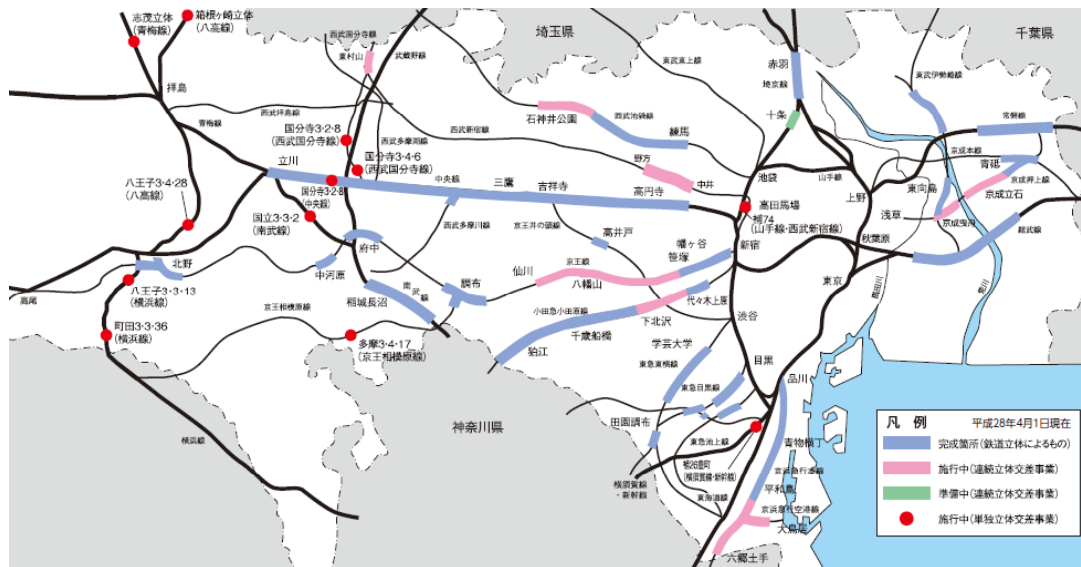 志茂立体
(青梅線)
箱根ヶ崎立体
(八高線)
西武国分寺線
東村山
武蔵野線
埼玉県
千葉県
東武東上線
赤羽
埼京線
東武伊勢崎線
拝島
西武拝島線
青梅線
国分寺3・2・8
(西武国分寺線)
西武多摩湖線
西武新宿線
石神井公園
西武池袋線
練馬
十条
常磐線
京成本線
青砥
京成押上線
立川
国分寺3・4・6
(西武国分寺線)
野方
中井
池袋
山手線
東向島
京成立石
八王子3・4・28
(八高線)
国分寺3・2・8
(中央線)
中央線
三鷹
吉祥寺
高円寺
高田馬場
補74
(山手線・西武新宿線)
上野
浅草
京成曳舟
総武線
国立3・3・2
(南武線)
西武多摩川線
京王井の頭線
高井戸
幡ヶ谷
笹塚
新宿
秋葉原
北野
府中
中河原
調布
仙川
京王線
八幡山
代々木上原
東京
隅田川
荒川
高尾
八王子3・3・13
(横浜線)
京王相模原線
稲城長沼
南武線
小田急小田原線
下北沢
千歳船橋
渋谷
町田3・3・36
(横浜線)
多摩3・4・17
(京王相模原線)
狛江
学芸大学
目黒
品川
東急東横線
東急目黒線
神奈川県
田園調布
東急池上線
青物横丁
横浜線
補26豊町
(横須賀線・新幹線)
京浜急行本線
横須賀線
・新幹線
東海道線
平和島
京浜急行空港線
大鳥居
六郷土手
凡 例
平成28年4月1日現在
完成箇所(鉄道立体によるもの)
施行中(連続立体交差事業)
準備中(連続立体交差事業)
施行中(単独立体交差事業)